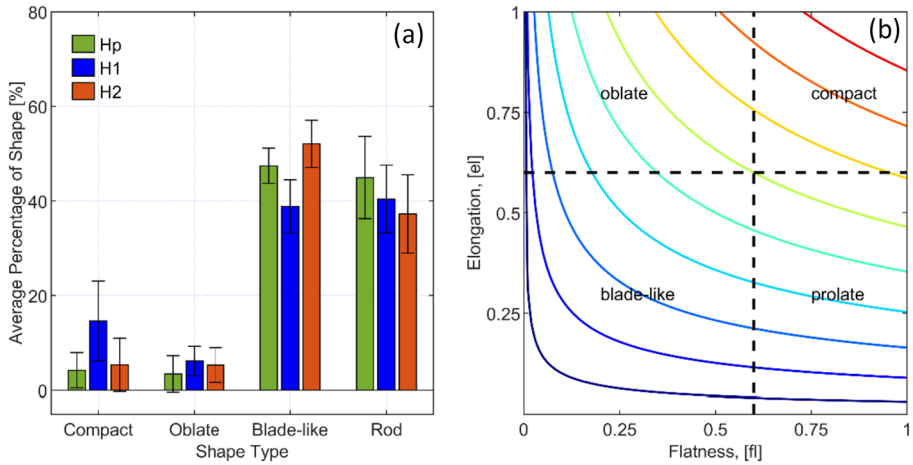 (a)
80
60
40
20
0
Average Percentage of Shape [%]
Hp
H1
H2
Compact
Oblate
Blade-like
Rod
Shape Type
(b)
1
0.75
0.5
0.25
Elongation, [el]
oblate
compact
blade-like
prolate
0
0.25
0.5
0.75
1
Flatness, [fl]